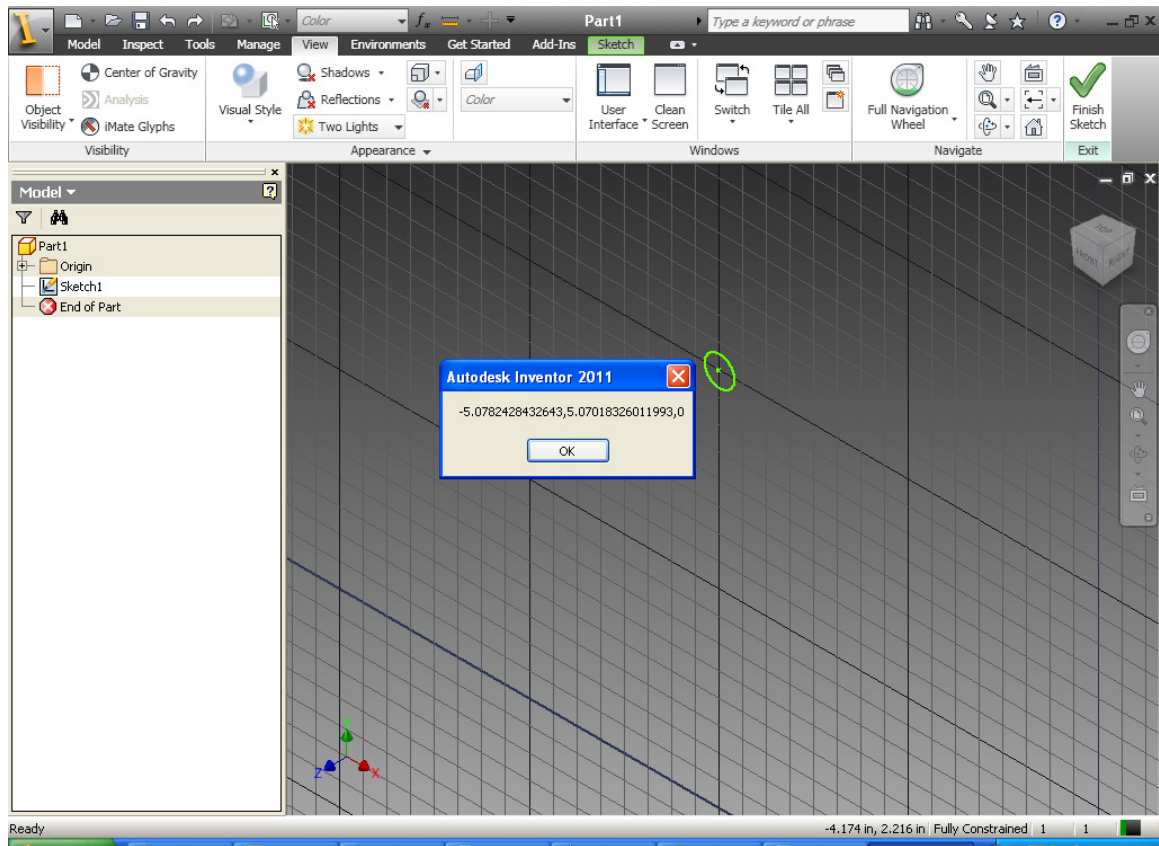 Color
fx
Part1
Type a keyword or phrase
Model Inspect Tools Manage View Environments Get Started Add-Ins Sketch
Center of Gravity
Analysis
iMate Glyphs
Object
Visibility
Visual Style
Shadows
Reflections
Two Lights
Color
User
Interface
Clean
Screen
Switch
Tile All
Full Navigation
Wheel
Finish
Sketch
Visibility Appearance Windows Navigate Exit
Model
Part1
Origin
Sketch1
End of Part
TOP
FRONT RIGHT
Autodesk Inventor 2011
-5.0782428432643,5.07018326011993,0
OK
Y
Z X
Ready -4.174 in, 2.216 in Fully Constrained 1 1